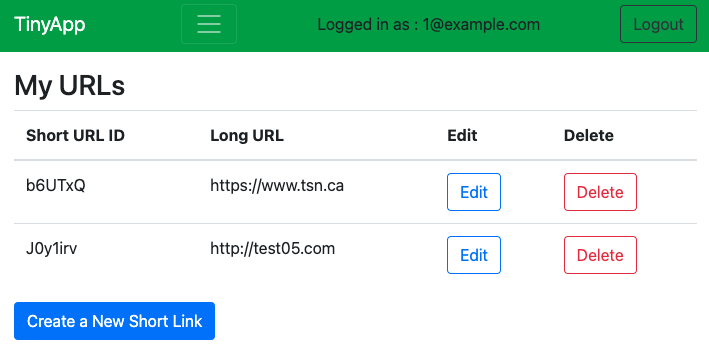 TinyApp Logged in as : 1@example.com Logout
My URLs
Short URL ID Long URL Edit Delete
b6UTxQ https://www.tsn.ca Edit Delete
J0y1irv http://test05.com Edit Delete
Create a New Short Link